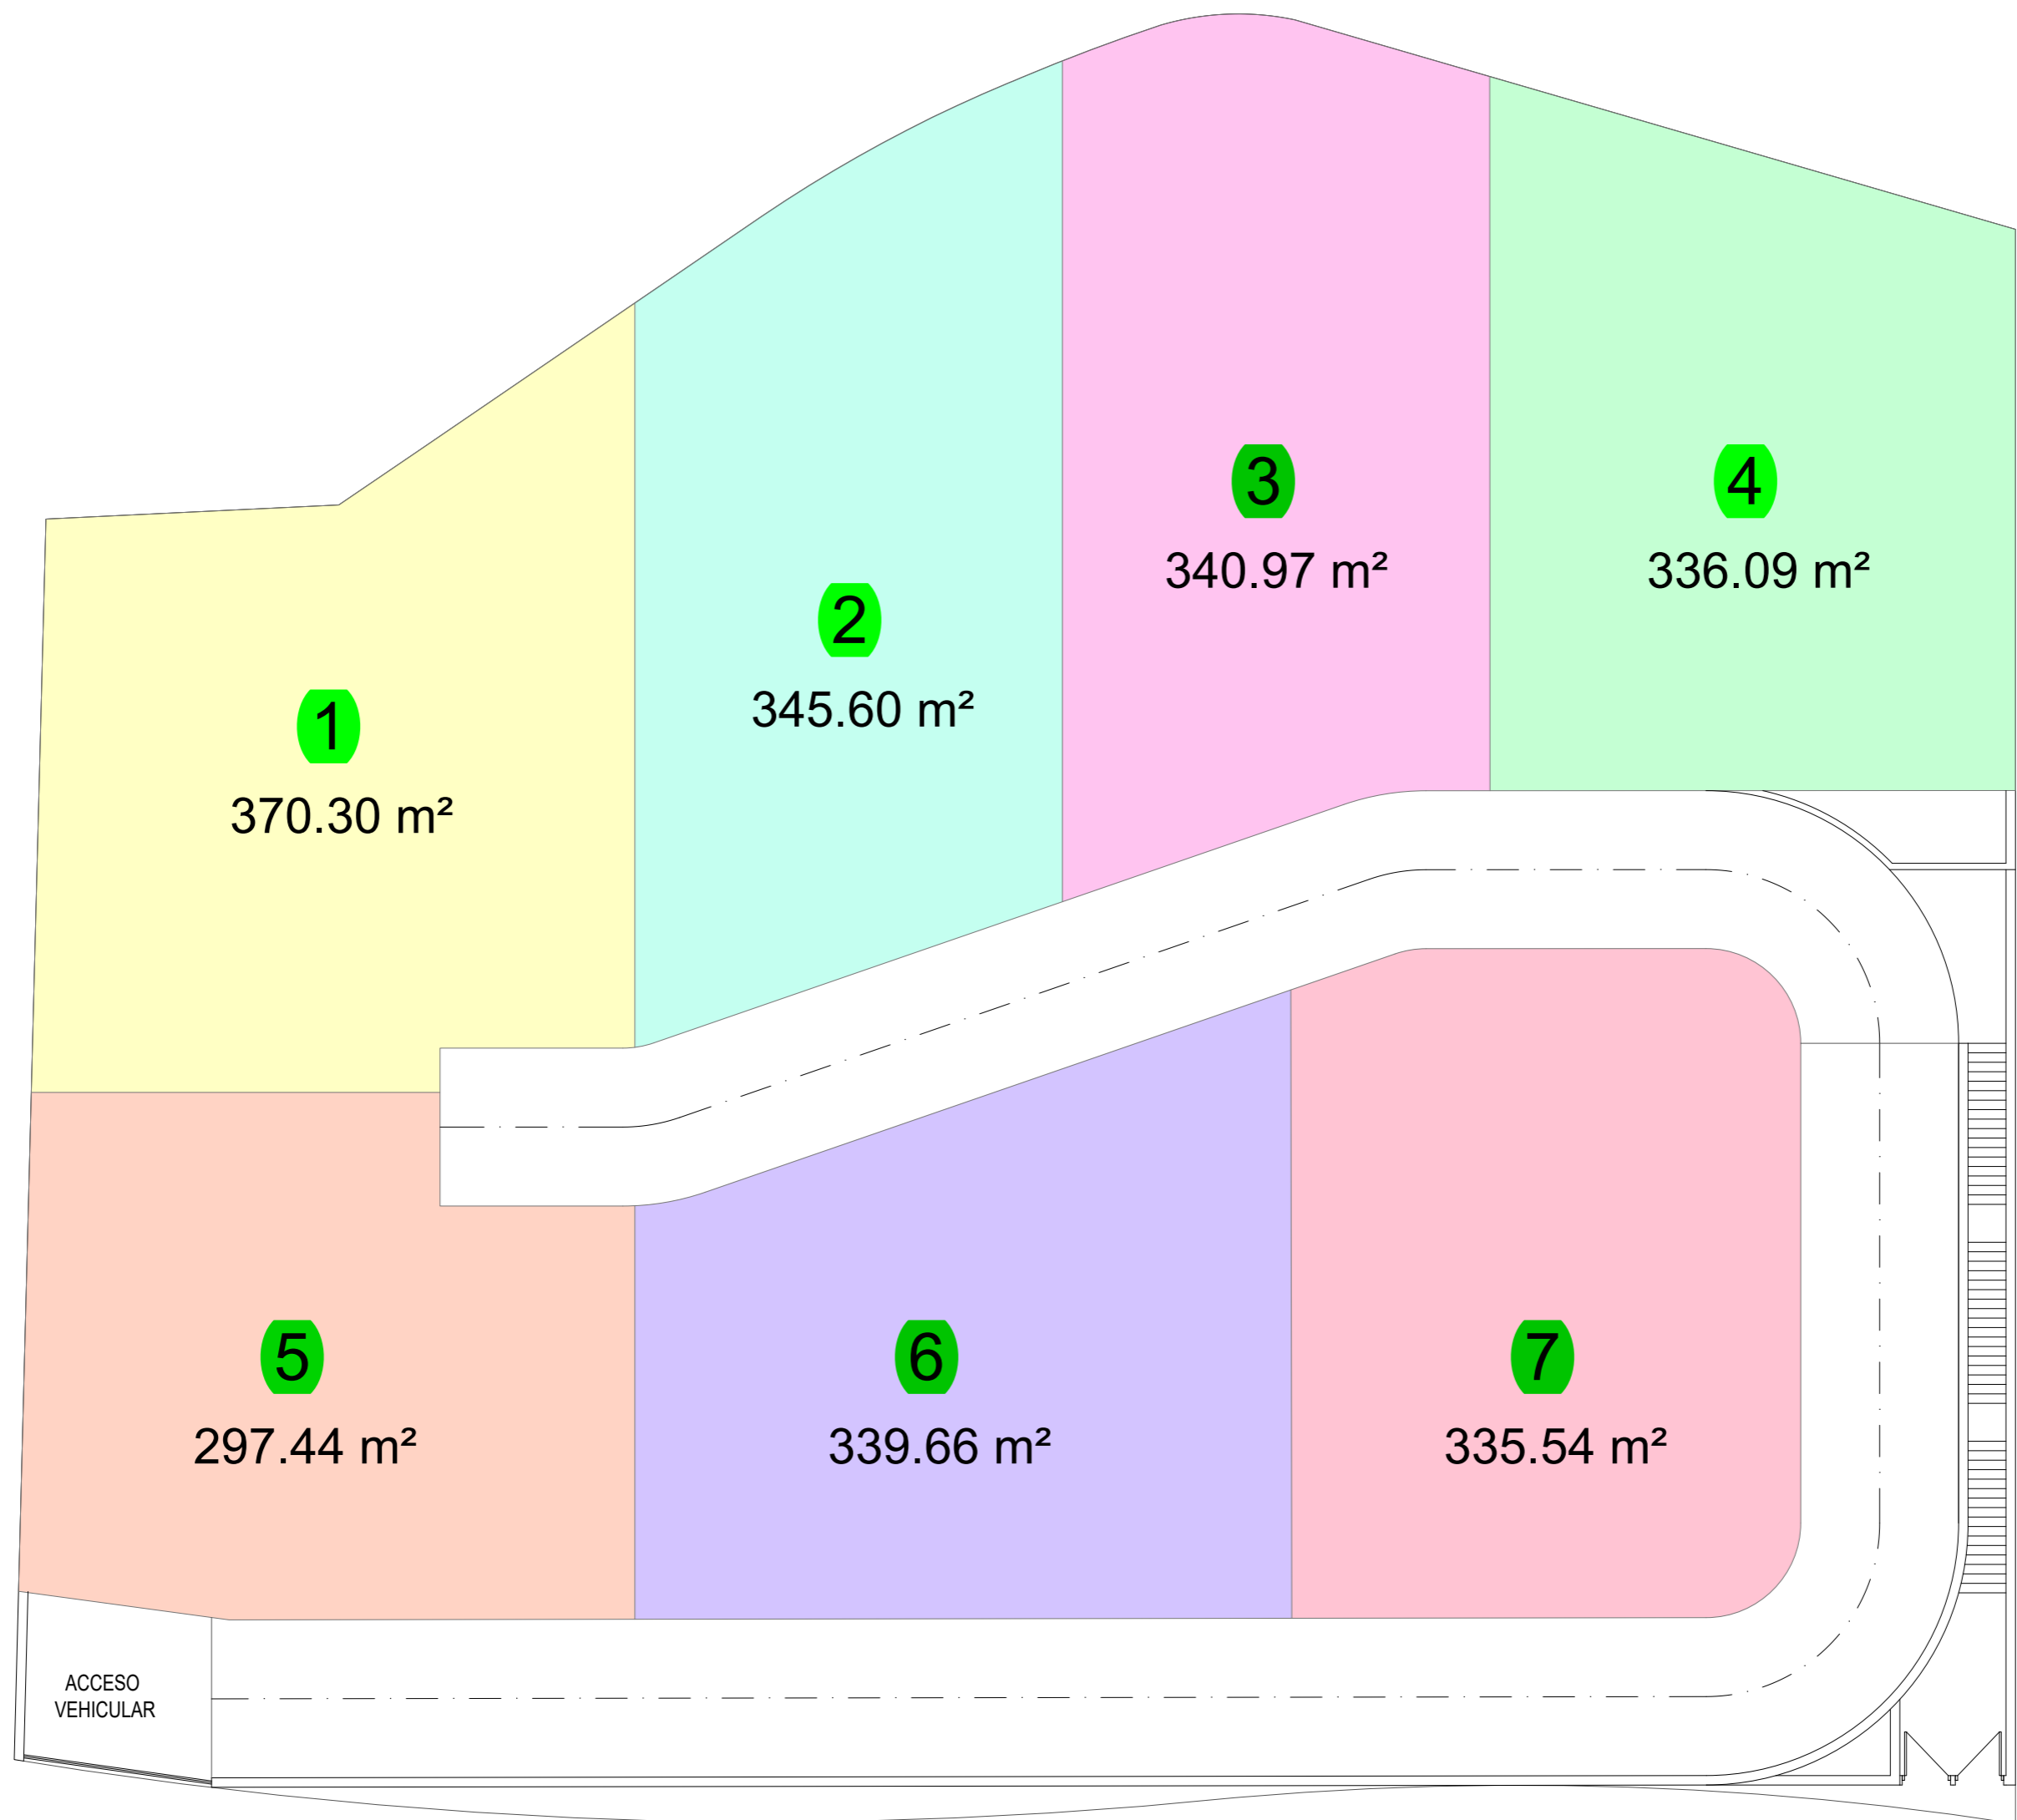 3
340.97 m²
4
336.09 m²
2
345.60 m²
1
370.30 m²
5
297.44 m²
6
339.66 m²
7
335.54 m²
ACCESO
VEHICULAR